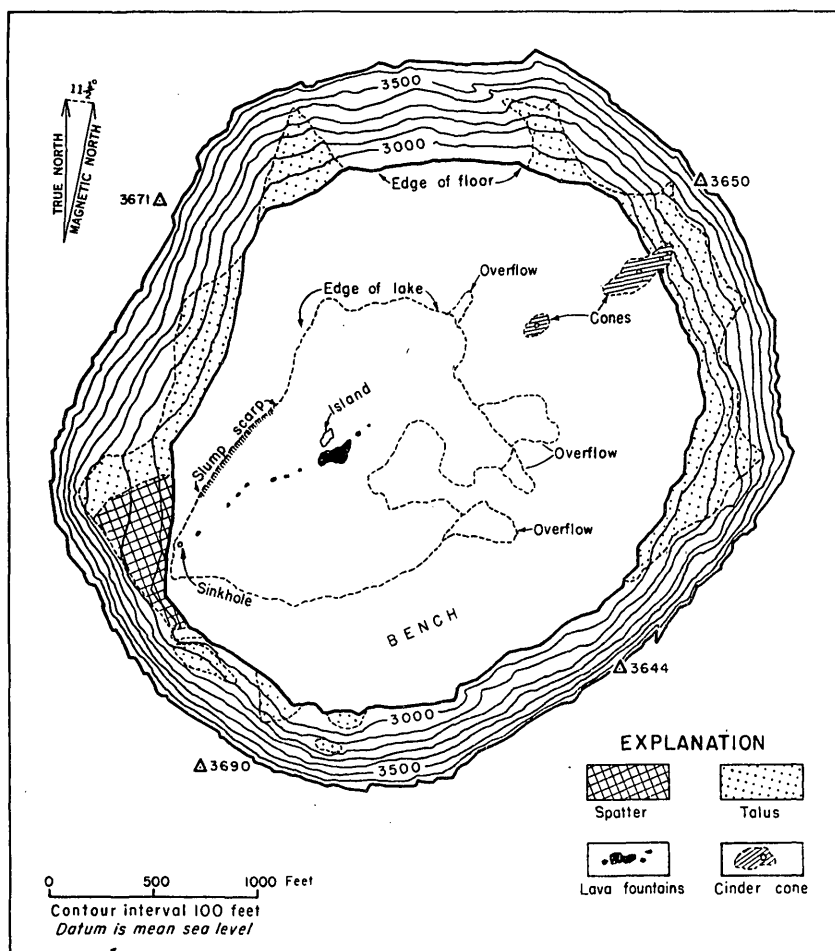 11¾°
TRUE NORTH
MAGNETIC NORTH
3500
3000
3671
3650
Edge of floor
Overflow
Edge of lake
Cones
Island
Slump scarp
Overflow
Overflow
Sinkhole
BENCH
3644
3000
3690
3500
EXPLANATION
Spatter
Talus
Lava fountains
Cinder cone
0 500 1000 Feet
Contour interval 100 feet
Datum is mean sea level